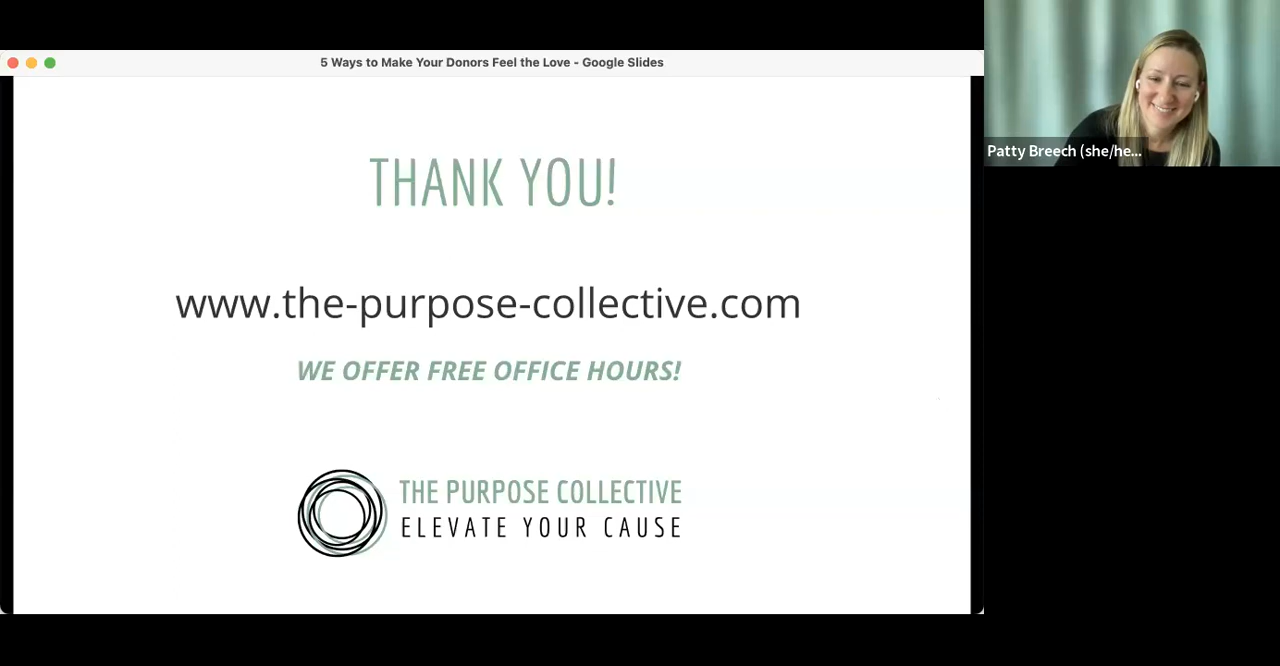 5 Ways to Make Your Donors Feel the Love - Google Slides
Patty Breech (she/he...
THANK YOU!
www.the-purpose-collective.com
WE OFFER FREE OFFICE HOURS!
THE PURPOSE COLLECTIVE
ELEVATE YOUR CAUSE